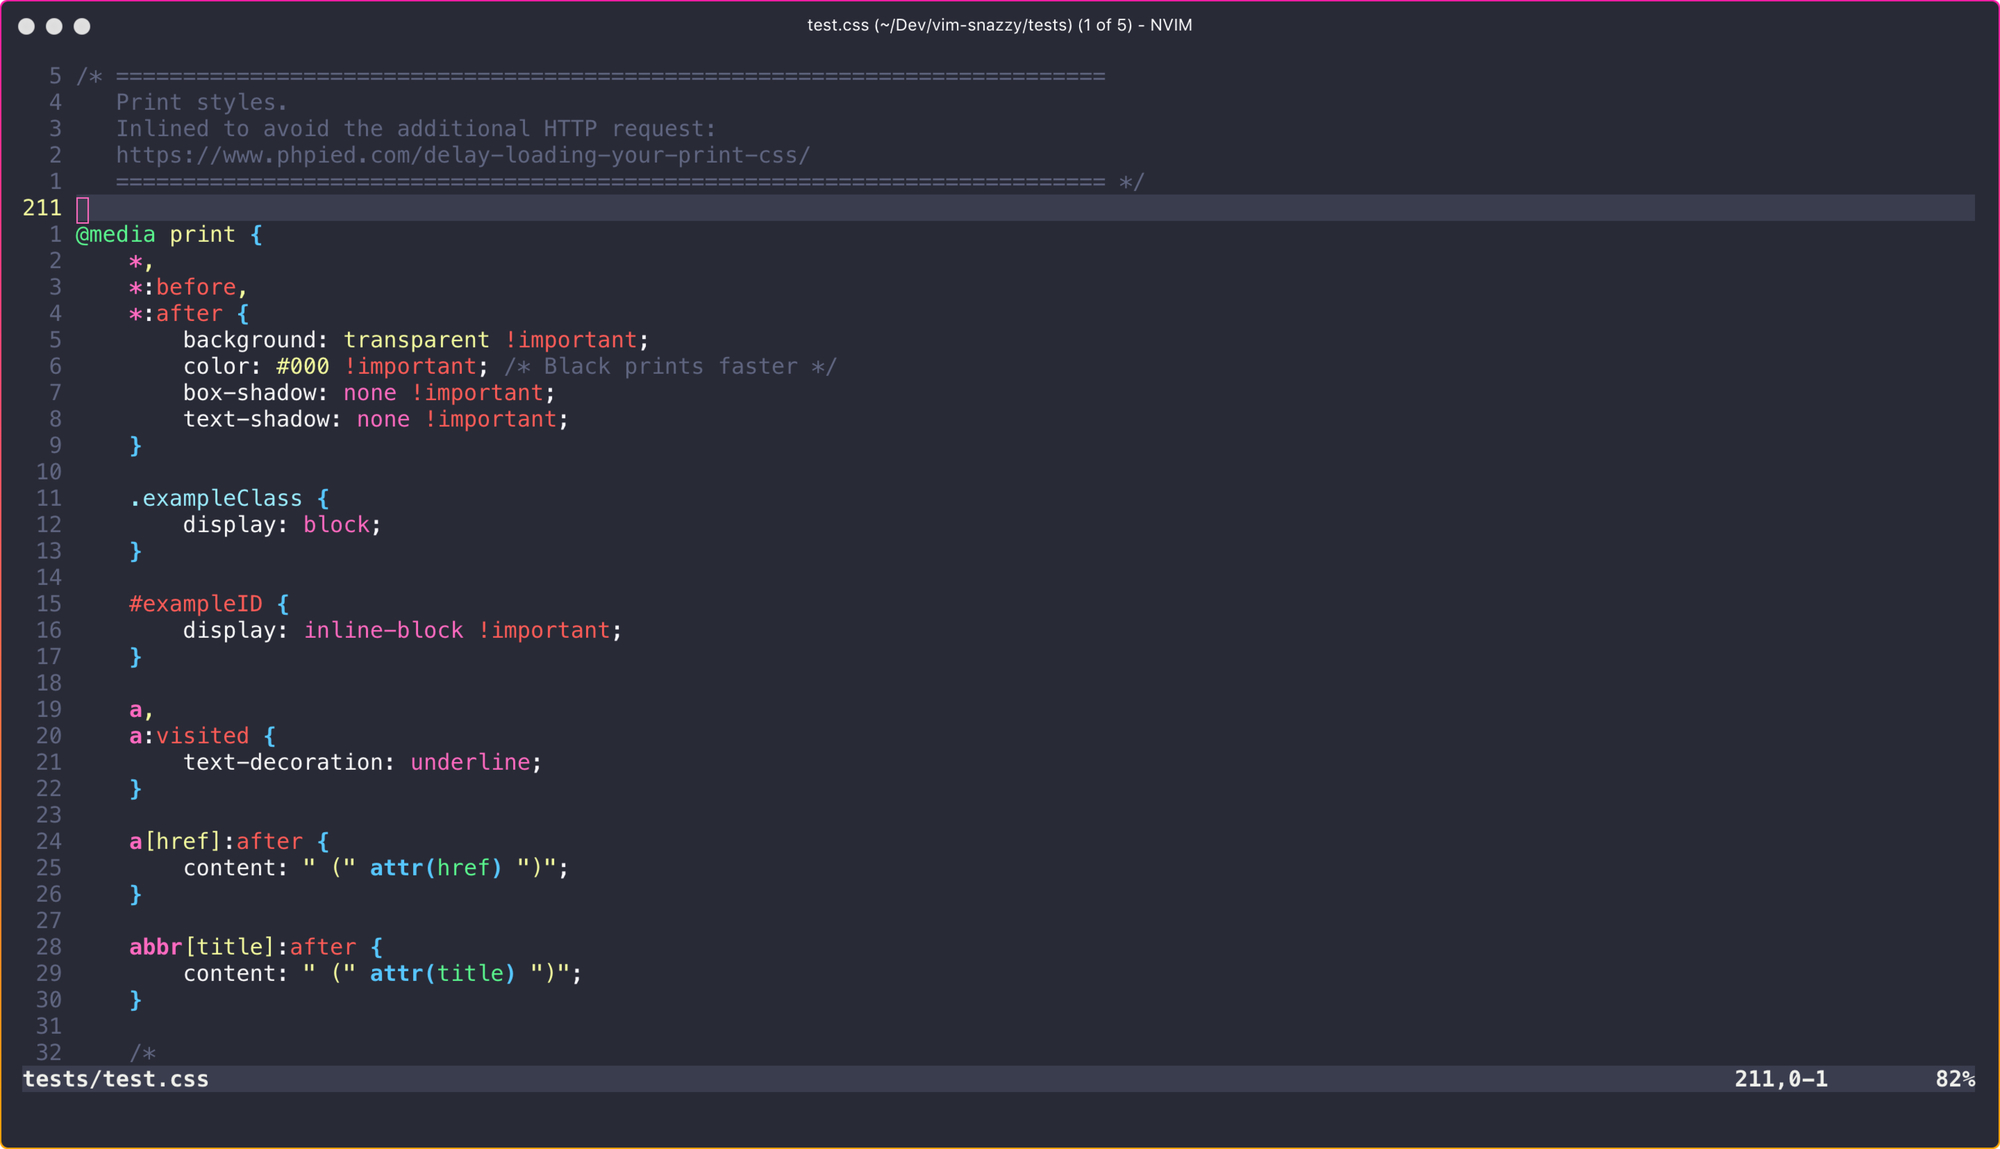 test.css (~/Dev/vim-snazzy/tests) (1 of 5) - NVIM
5 /* ==========================================================================
4    Print styles.
3    Inlined to avoid the additional HTTP request:
2    https://www.phpied.com/delay-loading-your-print-css/
1    ========================================================================== */
211
1 @media print {
2     *,
3     *:before,
4     *:after {
5         background: transparent !important;
6         color: #000 !important; /* Black prints faster */
7         box-shadow: none !important;
8         text-shadow: none !important;
9     }
10
11     .exampleClass {
12         display: block;
13     }
14
15     #exampleID {
16         display: inline-block !important;
17     }
18
19     a,
20     a:visited {
21         text-decoration: underline;
22     }
23
24     a[href]:after {
25         content: " (" attr(href) ")";
26     }
27
28     abbr[title]:after {
29         content: " (" attr(title) ")";
30     }
31
32     /*
tests/test.css 211,0-1 82%